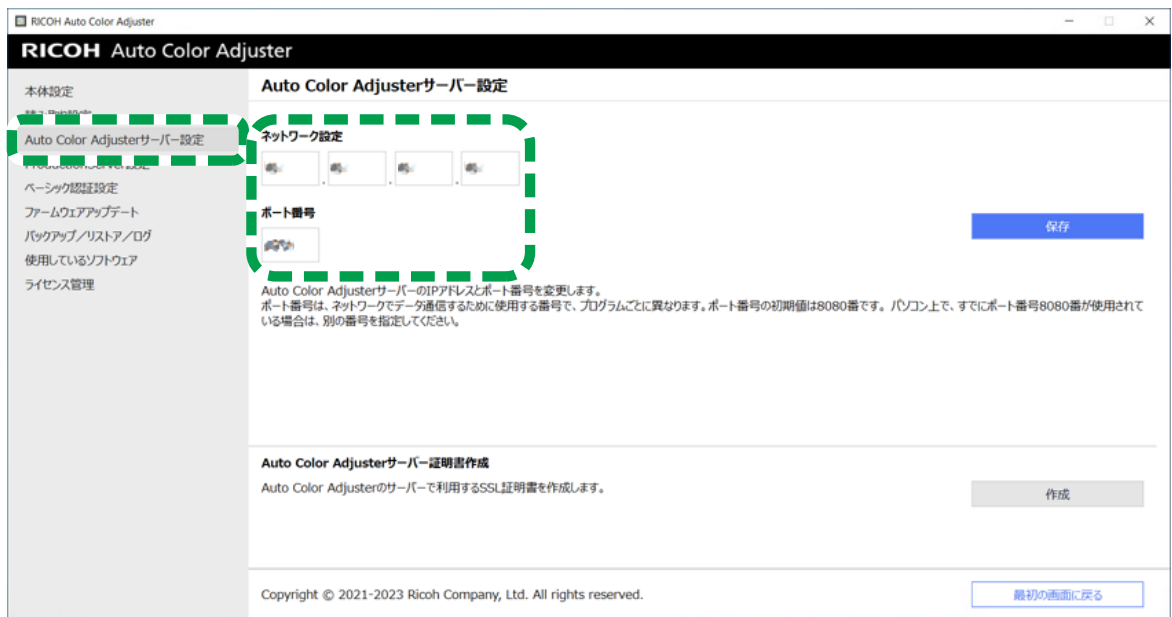 RICOH Auto Color Adjuster
RICOH Auto Color Adjuster
本体設定
Auto Color Adjusterサーバー設定
ベーシック認証設定
ファームウェアアップデート
バックアップ／リストア／ログ
使用しているソフトウェア
ライセンス管理
Auto Color Adjusterサーバー設定
ネットワーク設定
. . .
ポート番号
保存
Auto Color AdjusterサーバーのIPアドレスとポート番号を変更します。
ポート番号は、ネットワークでデータ通信するために使用する番号で、プログラムごとに異なります。ポート番号の初期値は8080番です。パソコン上で、すでにポート番号8080番が使用されて
いる場合は、別の番号を指定してください。
Auto Color Adjusterサーバー証明書作成
Auto Color Adjusterのサーバーで利用するSSL証明書を作成します。
作成
Copyright © 2021-2023 Ricoh Company, Ltd. All rights reserved.
最初の画面に戻る